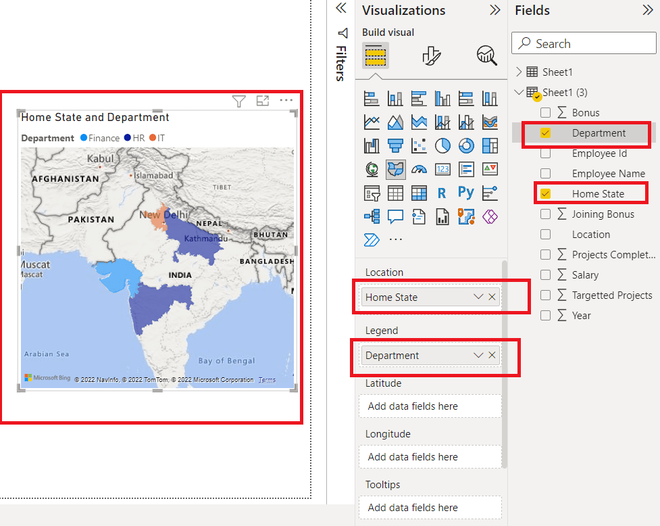 Home State and Department
Department Finance HR IT
Kabul
Islamabad
AFGHANISTAN
TIBET
PAKISTAN
New Delhi
NEPAL
Kathmandu
BHUTAN
BANGLADESH
Muscat
Mascate
INDIA
Arabian Sea
Bay of Bengal
Microsoft Bing © 2022 NavInfo, © 2022 TomTom, © 2022 Microsoft Corporation Terms
Filters
Visualizations
Build visual
R Py
123
Location
Home State
Legend
Department
Latitude
Add data fields here
Longitude
Add data fields here
Tooltips
Add data fields here
Fields
Search
Sheet1
Sheet1 (3)
Bonus
Department
Employee Id
Employee Name
Home State
Joining Bonus
Location
Projects Complet...
Salary
Targetted Projects
Year